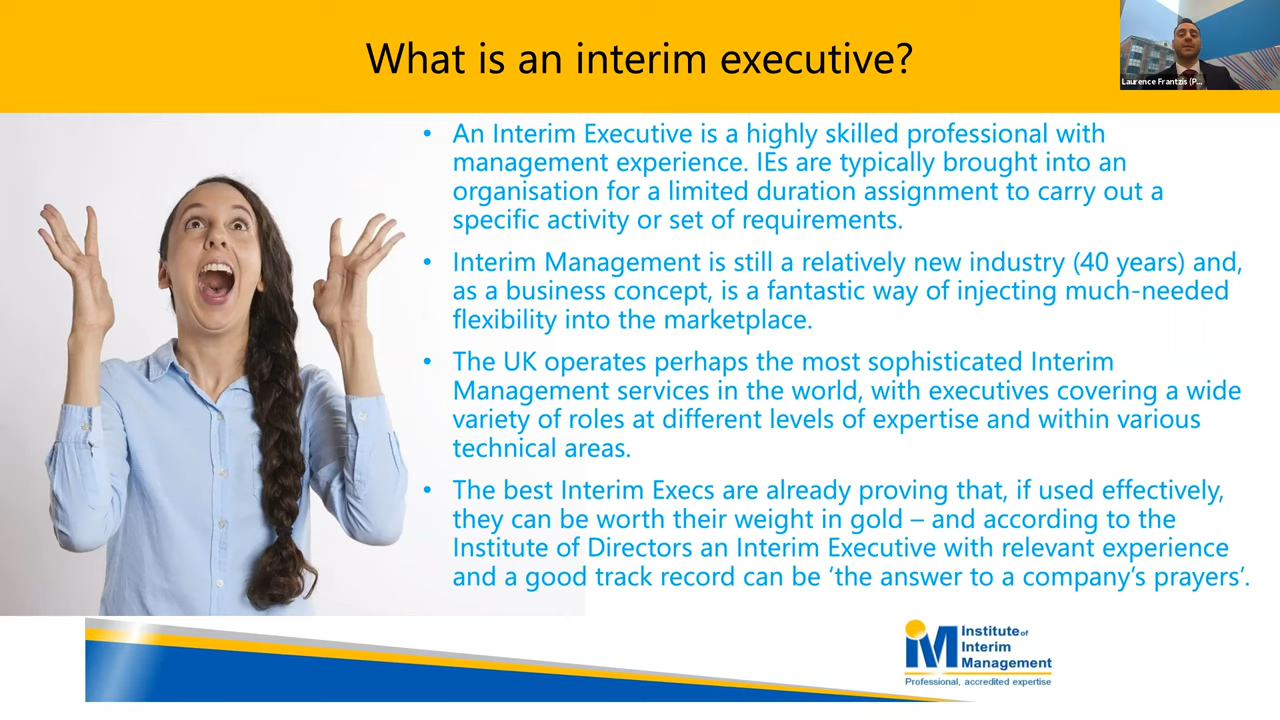 What is an interim executive?
Laurence Frantzis (P...
• An Interim Executive is a highly skilled professional with
management experience. IEs are typically brought into an
organisation for a limited duration assignment to carry out a
specific activity or set of requirements.
• Interim Management is still a relatively new industry (40 years) and,
as a business concept, is a fantastic way of injecting much-needed
flexibility into the marketplace.
• The UK operates perhaps the most sophisticated Interim
Management services in the world, with executives covering a wide
variety of roles at different levels of expertise and within various
technical areas.
• The best Interim Execs are already proving that, if used effectively,
they can be worth their weight in gold – and according to the
Institute of Directors an Interim Executive with relevant experience
and a good track record can be ‘the answer to a company’s prayers’.
iM
Institute of
Interim
Management
Professional, accredited expertise